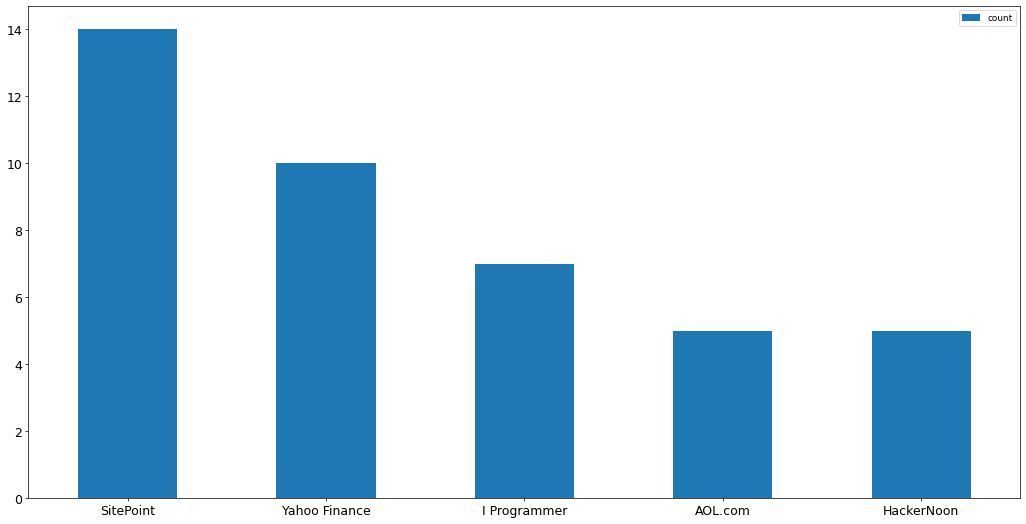 count
14
12
10
8
6
4
2
0
SitePoint
Yahoo Finance
I Programmer
AOL.com
HackerNoon